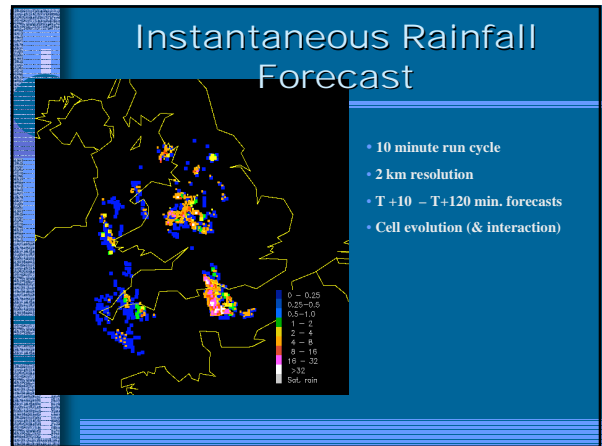 Instantaneous Rainfall
Forecast
• 10 minute run cycle
• 2 km resolution
• T +10 – T+120 min. forecasts
• Cell evolution (& interaction)
0 – 0.25
0.25–0.5
0.5–1.0
1 – 2
2 – 4
4 – 8
8 – 16
16 – 32
>32
Sat. rain